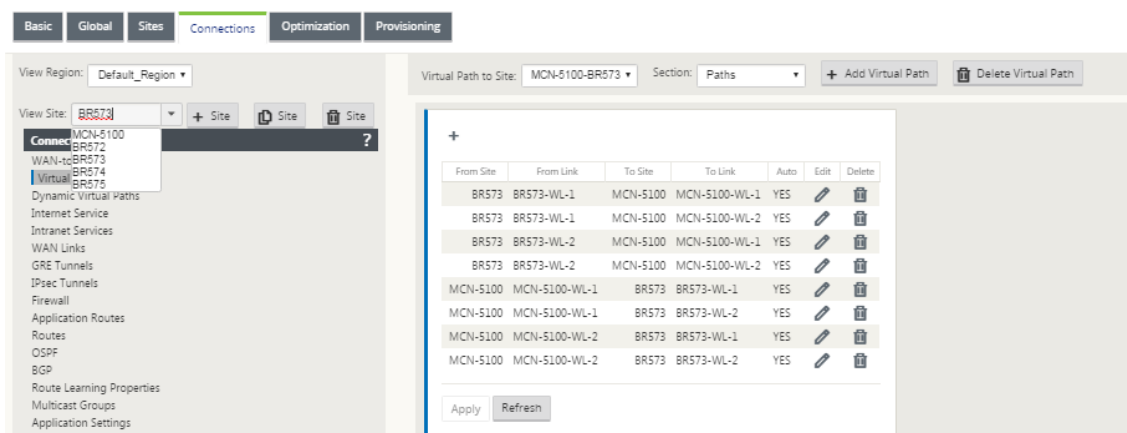 Basic Global Sites Connections Optimization Provisioning
View Region: Default_Region
Virtual Path to Site: MCN-5100-BR573 Section: Paths + Add Virtual Path Delete Virtual Path
View Site: BR573 + Site Site Site
MCN-5100
BR572
BR573
BR574
BR575
Connec ?
WAN-to
Virtual
Dynamic Virtual Paths
Internet Service
Intranet Services
WAN Links
GRE Tunnels
IPsec Tunnels
Firewall
Application Routes
Routes
OSPF
BGP
Route Learning Properties
Multicast Groups
Application Settings
+
From Site From Link To Site To Link Auto Edit Delete
BR573 BR573-WL-1 MCN-5100 MCN-5100-WL-1 YES
BR573 BR573-WL-1 MCN-5100 MCN-5100-WL-2 YES
BR573 BR573-WL-2 MCN-5100 MCN-5100-WL-1 YES
BR573 BR573-WL-2 MCN-5100 MCN-5100-WL-2 YES
MCN-5100 MCN-5100-WL-1 BR573 BR573-WL-1 YES
MCN-5100 MCN-5100-WL-1 BR573 BR573-WL-2 YES
MCN-5100 MCN-5100-WL-2 BR573 BR573-WL-1 YES
MCN-5100 MCN-5100-WL-2 BR573 BR573-WL-2 YES
Apply Refresh